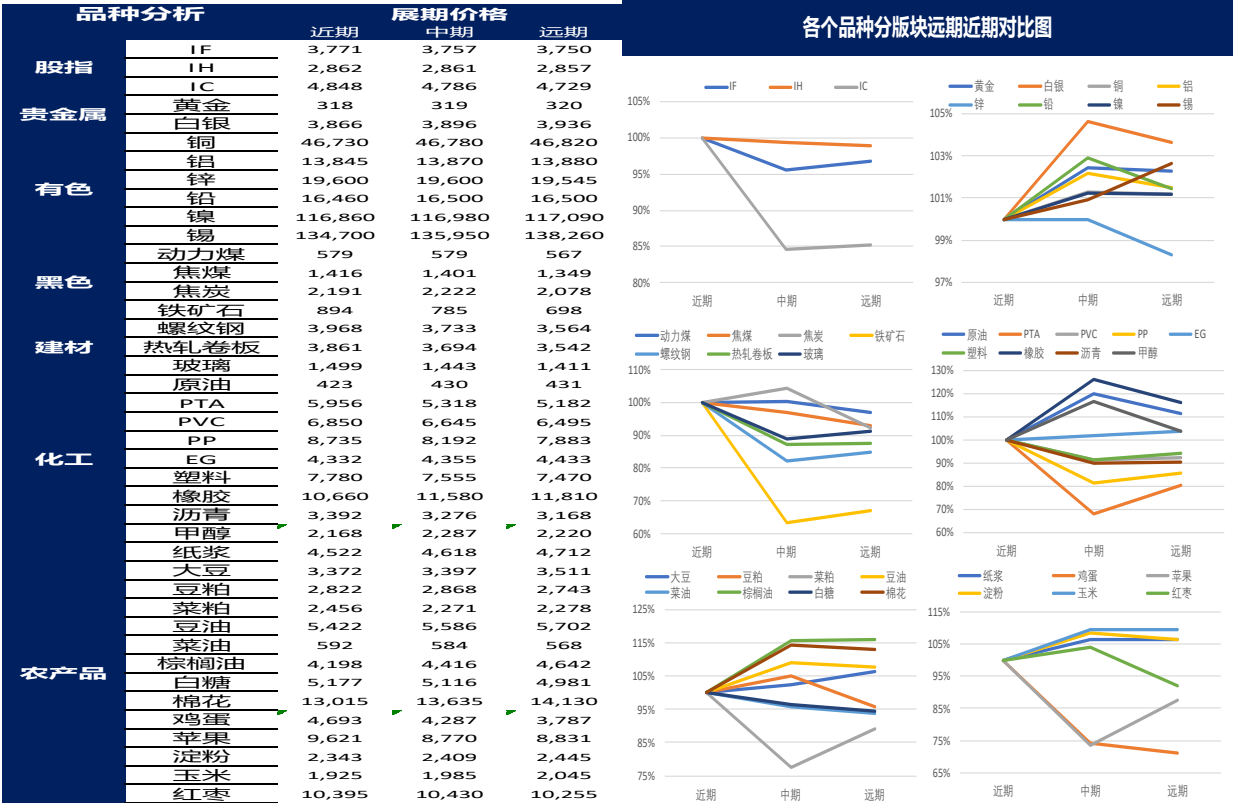 品种分析 展期价格
近期 中期 远期
IF 3,771 3,757 3,750
股指 IH 2,862 2,861 2,857
IC 4,848 4,786 4,729
贵金属
黄金 318 319 320
白银 3,866 3,896 3,936
铜 46,730 46,780 46,820
铝 13,845 13,870 13,880
有色
锌 19,600 19,600 19,545
铅 16,460 16,500 16,500
镍 116,860 116,980 117,090
锡 134,700 135,950 138,260
动力煤 579 579 567
黑色
焦煤 1,416 1,401 1,349
焦炭 2,191 2,222 2,078
铁矿石 894 785 698
螺纹钢 3,968 3,733 3,564
建材 热轧卷板 3,861 3,694 3,542
玻璃 1,499 1,443 1,411
原油 423 430 431
PTA 5,956 5,318 5,182
PVC 6,850 6,645 6,495
PP 8,735 8,192 7,883
化工 EG 4,332 4,355 4,433
塑料 7,780 7,555 7,470
橡胶 10,660 11,580 11,810
沥青 3,392 3,276 3,168
甲醇 2,168 2,287 2,220
纸浆 4,522 4,618 4,712
大豆 3,372 3,397 3,511
豆粕 2,822 2,868 2,743
菜粕 2,456 2,271 2,278
豆油 5,422 5,586 5,702
菜油 592 584 568
农产品
棕榈油 4,198 4,416 4,642
白糖 5,177 5,116 4,981
棉花 13,015 13,635 14,130
鸡蛋 4,693 4,287 3,787
苹果 9,621 8,770 8,831
淀粉 2,343 2,409 2,445
玉米 1,925 1,985 2,045
红枣 10,395 10,430 10,255
各个品种分版块远期近期对比图
IF IH IC
105%
100%
95%
90%
85%
80%
近期 中期 远期
黄金 白银 铜 铝
锌 铅 镍 锡
105%
103%
101%
99%
97%
近期 中期 远期
动力煤 焦煤 焦炭 铁矿石
螺纹钢 热轧卷板 玻璃
110%
100%
90%
80%
70%
60%
近期 中期 远期
原油 PTA PVC PP EG
塑料 橡胶 沥青 甲醇
130%
120%
110%
100%
90%
80%
70%
60%
近期 中期 远期
大豆 豆粕 菜粕 豆油
菜油 棕榈油 白糖 棉花
125%
115%
105%
95%
85%
75%
近期 中期 远期
纸浆 鸡蛋 苹果
淀粉 玉米 红枣
115%
105%
95%
85%
75%
65%
近期 中期 远期